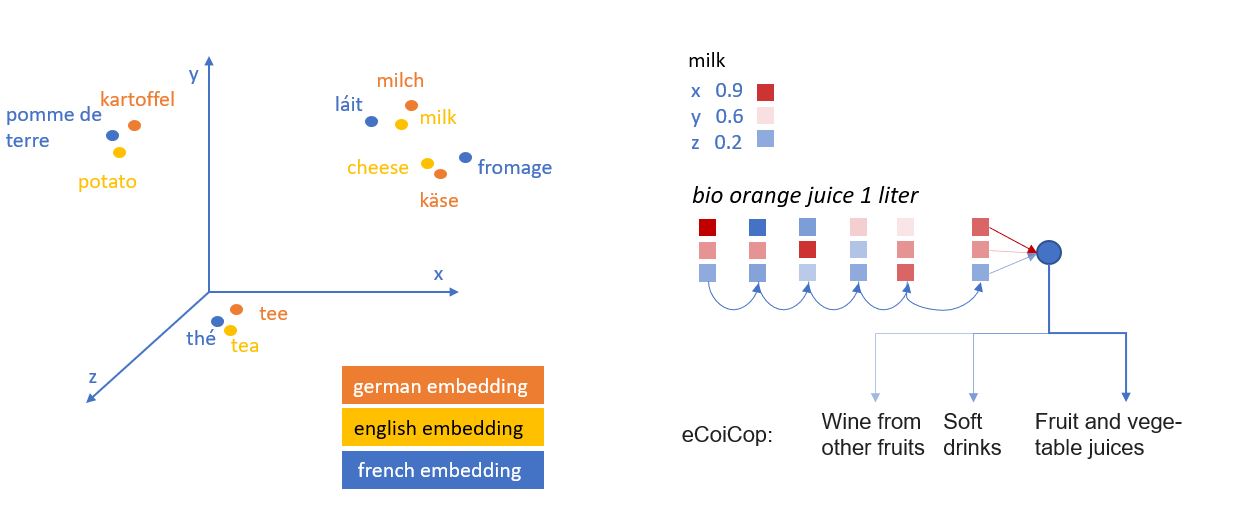 y
milch
láit
milk
kartoffel
pomme de
terre
potato
cheese
fromage
käse
x
tee
thé
tea
z
german embedding
english embedding
french embedding
milk
x 0.9
y 0.6
z 0.2
bio orange juice 1 liter
eCoiCop:
Wine from
other fruits
Soft
drinks
Fruit and vege-
table juices